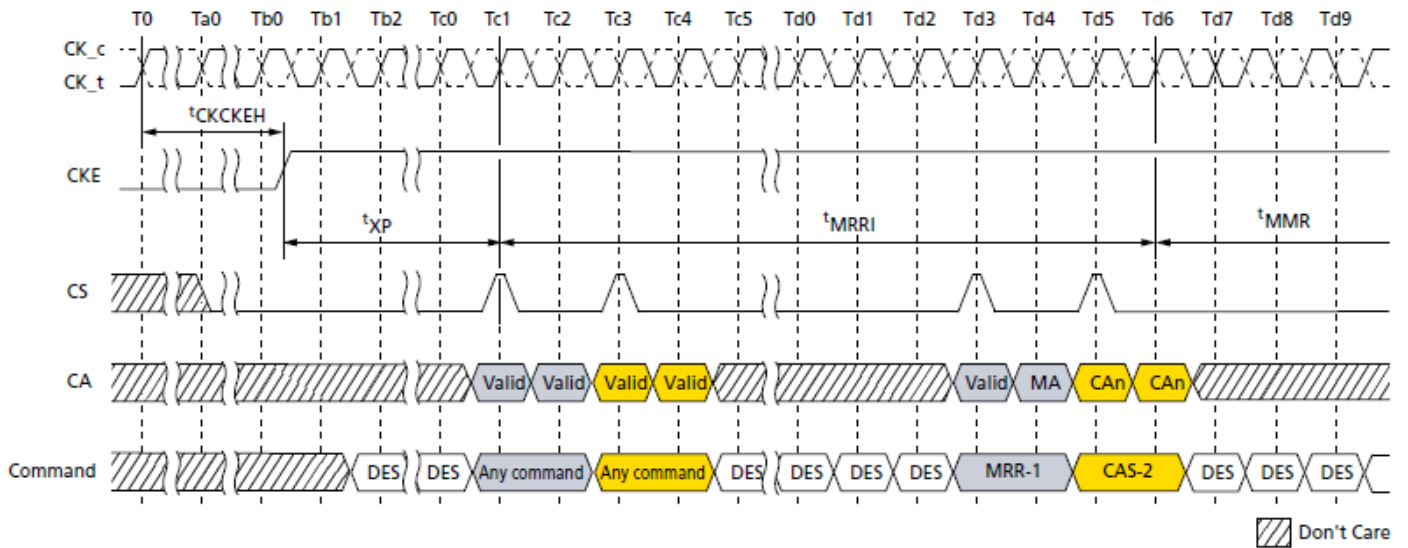 T0 Ta0 Tb0 Tb1 Tb2 Tc0 Tc1 Tc2 Tc3 Tc4 Tc5 Td0 Td1 Td2 Td3 Td4 Td5 Td6 Td7 Td8 Td9
CK_c
CK_t
tCKCKEH
CKE
tXP tMRRI tMMR
CS
CA Valid Valid Valid Valid Valid MA CAn CAn
Command DES DES Any command Any command DES DES DES DES MRR-1 CAS-2 DES DES DES
Don't Care